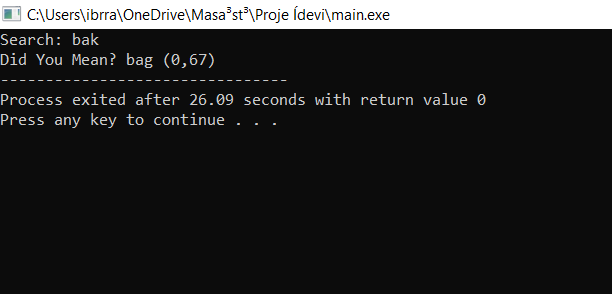 C:\Users\ibrra\OneDrive\Masa³st³\Proje Ídevi\main.exe
Search: bak
Did You Mean? bag (0,67)
--------------------------------
Process exited after 26.09 seconds with return value 0
Press any key to continue . . .